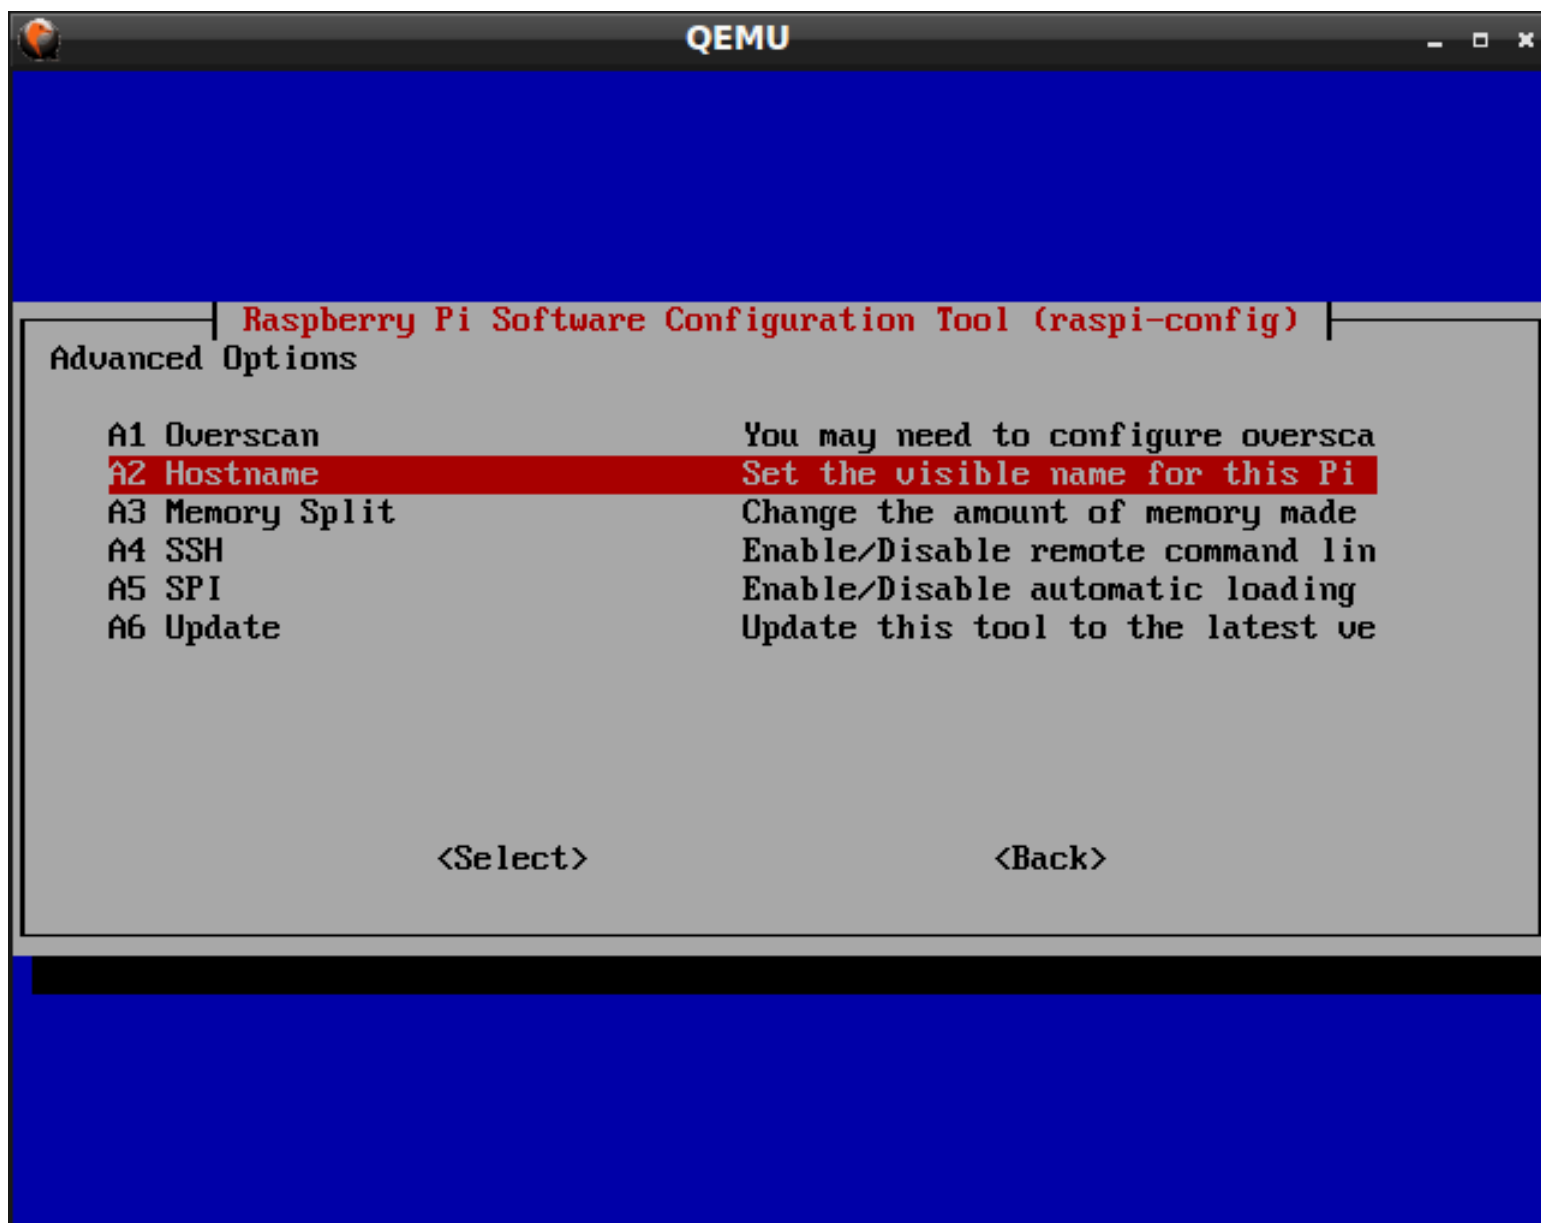 QEMU
Raspberry Pi Software Configuration Tool (raspi-config)
Advanced Options
A1 Overscan You may need to configure oversca
A2 Hostname Set the visible name for this Pi
A3 Memory Split Change the amount of memory made
A4 SSH Enable/Disable remote command lin
A5 SPI Enable/Disable automatic loading
A6 Update Update this tool to the latest ve
<Select> <Back>